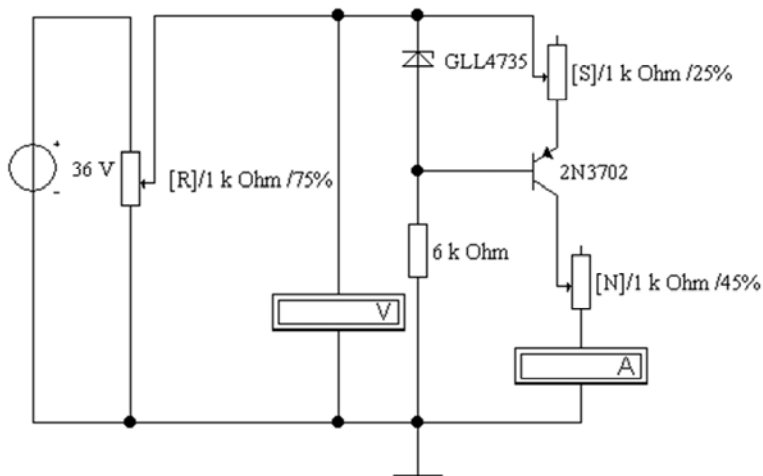 GLL4735
[S]/1 k Ohm /25%
+
36 V
-
[R]/1 k Ohm /75%
2N3702
6 k Ohm
[N]/1 k Ohm /45%
V
A